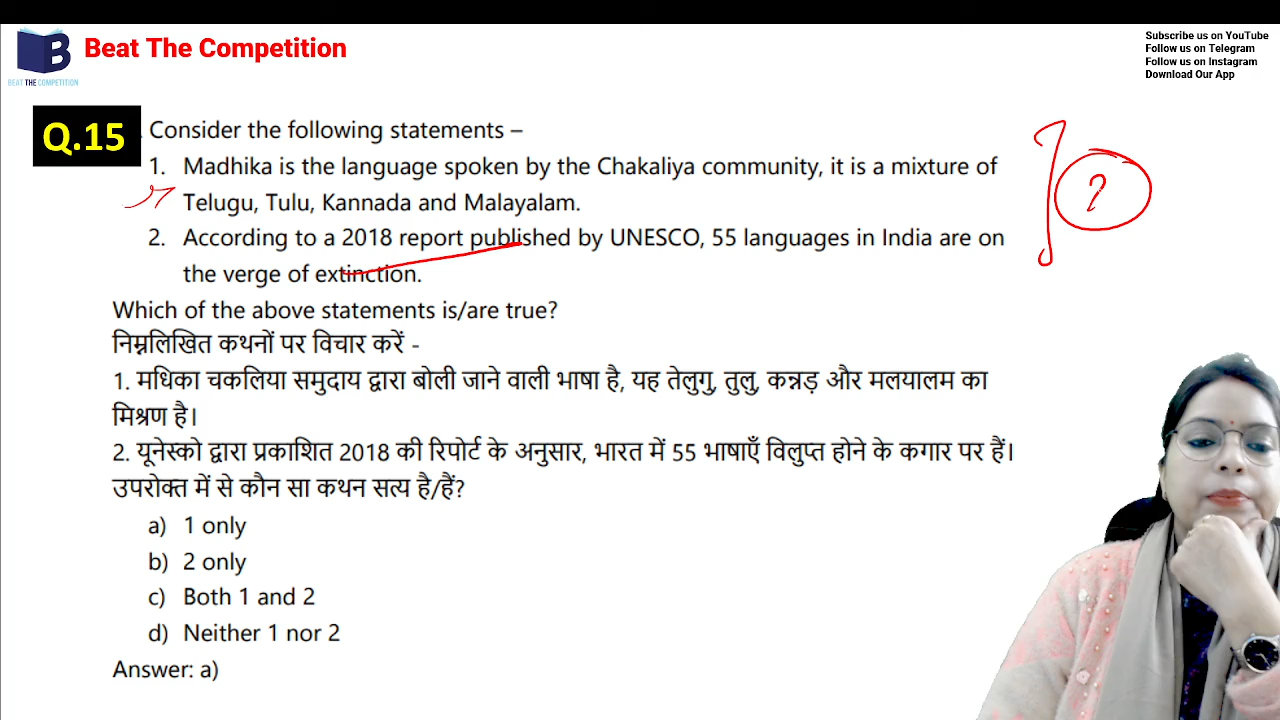 Beat The Competition
BEAT THE COMPETITION
Subscribe us on YouTube
Follow us on Telegram
Follow us on Instagram
Download Our App
Q.15
Consider the following statements –
1. Madhika is the language spoken by the Chakaliya community, it is a mixture of
Telugu, Tulu, Kannada and Malayalam.
2. According to a 2018 report published by UNESCO, 55 languages in India are on
the verge of extinction.
Which of the above statements is/are true?
निम्नलिखित कथनों पर विचार करें -
1. मधिका चकलिया समुदाय द्वारा बोली जाने वाली भाषा है, यह तेलुगु, तुलु, कन्नड़ और मलयालम का
मिश्रण है।
2. यूनेस्को द्वारा प्रकाशित 2018 की रिपोर्ट के अनुसार, भारत में 55 भाषाएँ विलुप्त होने के कगार पर हैं।
उपरोक्त में से कौन सा कथन सत्य है/हैं?
a) 1 only
b) 2 only
c) Both 1 and 2
d) Neither 1 nor 2
Answer: a)
?